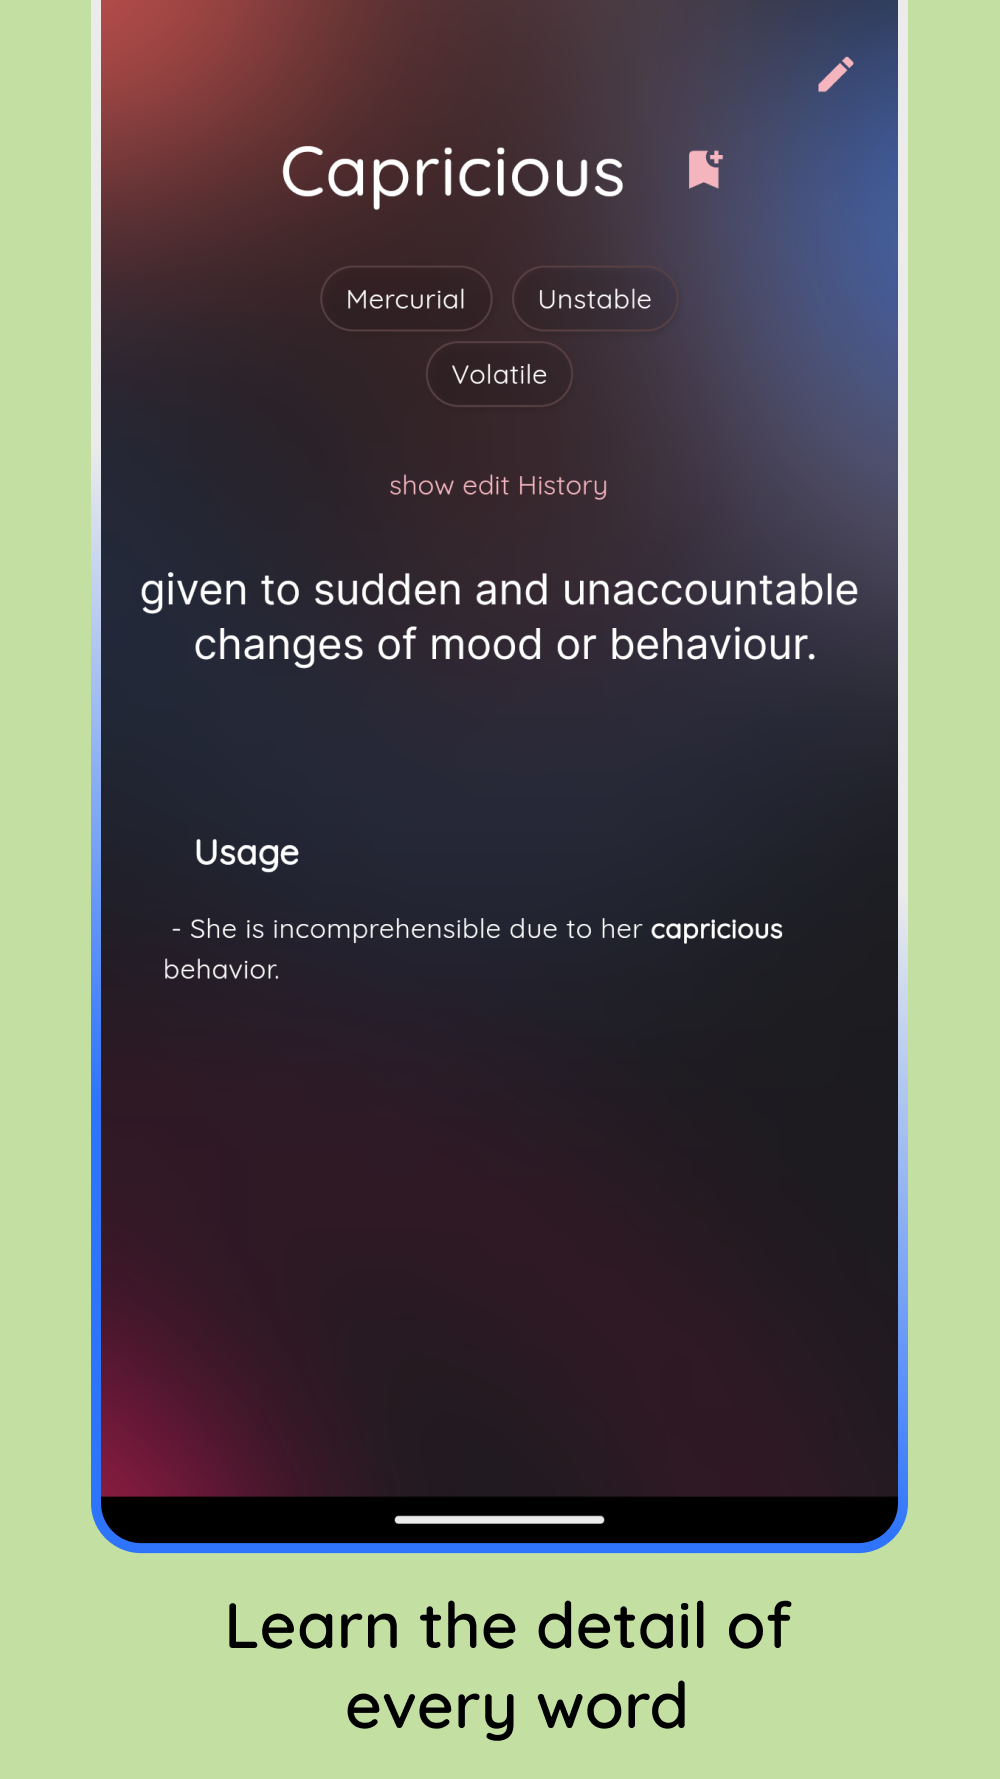 Capricious
Mercurial
Unstable
Volatile
show edit History
given to sudden and unaccountable
changes of mood or behaviour.
Usage
- She is incomprehensible due to her capricious
behavior.
Learn the detail of
every word